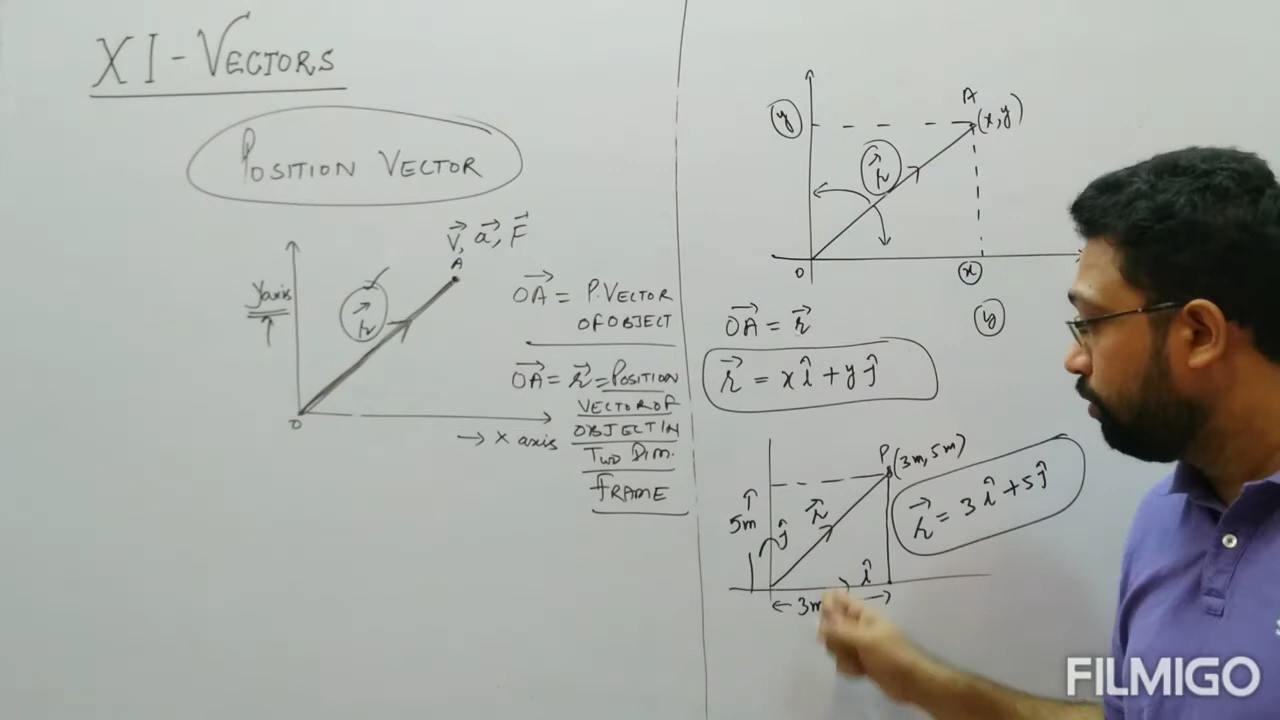 XI - VECTORS
POSITION VECTOR
V⃗, a⃗, F⃗
A
y axis
r⃗
O
→ X axis
OA⃗ = P. VECTOR
OF OBJECT
OA⃗ = r⃗ = POSITION
VECTOR OF
OBJECT IN
TWO DIM.
FRAME
A
(x, y)
y
r⃗
O
x
y
OA⃗ = r⃗
r⃗ = x î + y ĵ
P (3m, 5m)
5m
r⃗
ĵ
î
3m
r⃗ = 3 î + 5 ĵ
FILMIGO